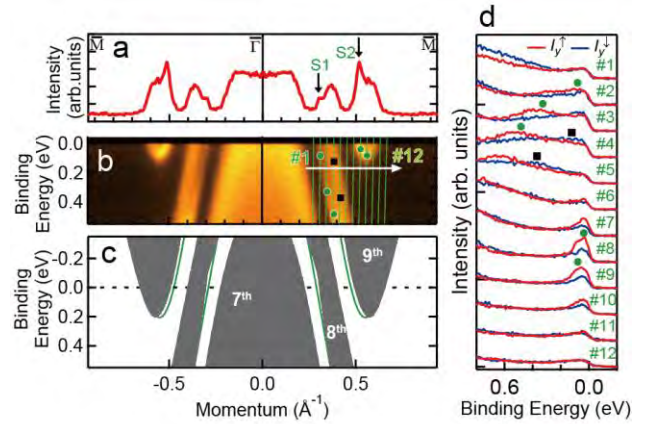 a
Intensity
(arb.units)
M̅
Γ̅
M̅
S1
S2
b
Binding
Energy (eV)
0.0
0.2
0.4
#1
#12
c
Binding
Energy (eV)
-0.2
0.0
0.2
0.4
7th
8th
9th
-0.5
0.0
0.5
Momentum (Å-1)
d
Iy↑ Iy↓
#1
#2
#3
#4
#5
#6
#7
#8
#9
#10
#11
#12
Intensity (arb. units)
0.6
0.0
Binding Energy (eV)